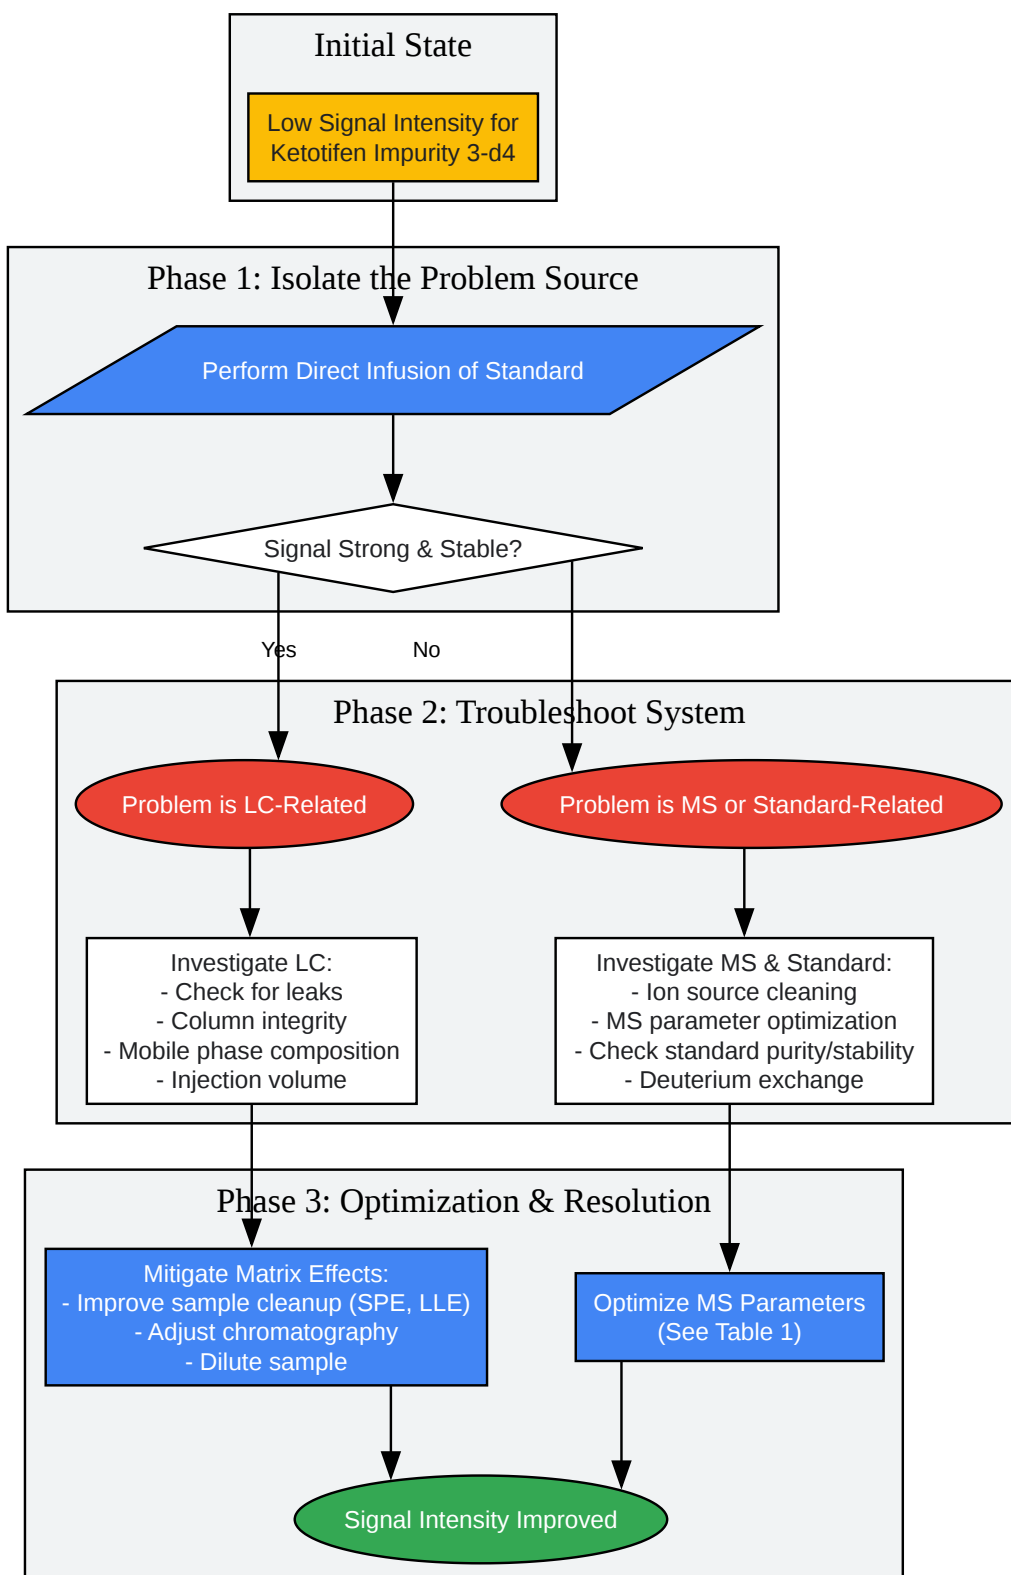 Initial State
Low Signal Intensity for
Ketotifen Impurity 3-d4
Phase 1: Isolate the Problem Source
Perform Direct Infusion of Standard
Signal Strong & Stable?
Yes
No
Phase 2: Troubleshoot System
Problem is LC-Related
Problem is MS or Standard-Related
Investigate LC:
- Check for leaks
- Column integrity
- Mobile phase composition
- Injection volume
Investigate MS & Standard:
- Ion source cleaning
- MS parameter optimization
- Check standard purity/stability
- Deuterium exchange
Phase 3: Optimization & Resolution
Mitigate Matrix Effects:
- Improve sample cleanup (SPE, LLE)
- Adjust chromatography
- Dilute sample
Optimize MS Parameters
(See Table 1)
Signal Intensity Improved